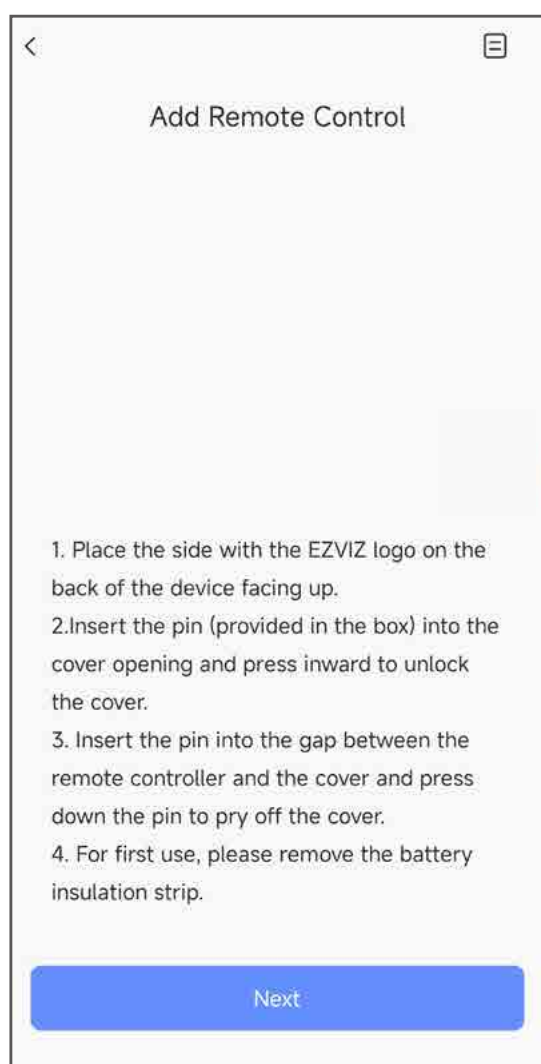 Add Remote Control
1. Place the side with the EZVIZ logo on the
back of the device facing up.
2.Insert the pin (provided in the box) into the
cover opening and press inward to unlock
the cover.
3. Insert the pin into the gap between the
remote controller and the cover and press
down the pin to pry off the cover.
4. For first use, please remove the battery
insulation strip.
Next